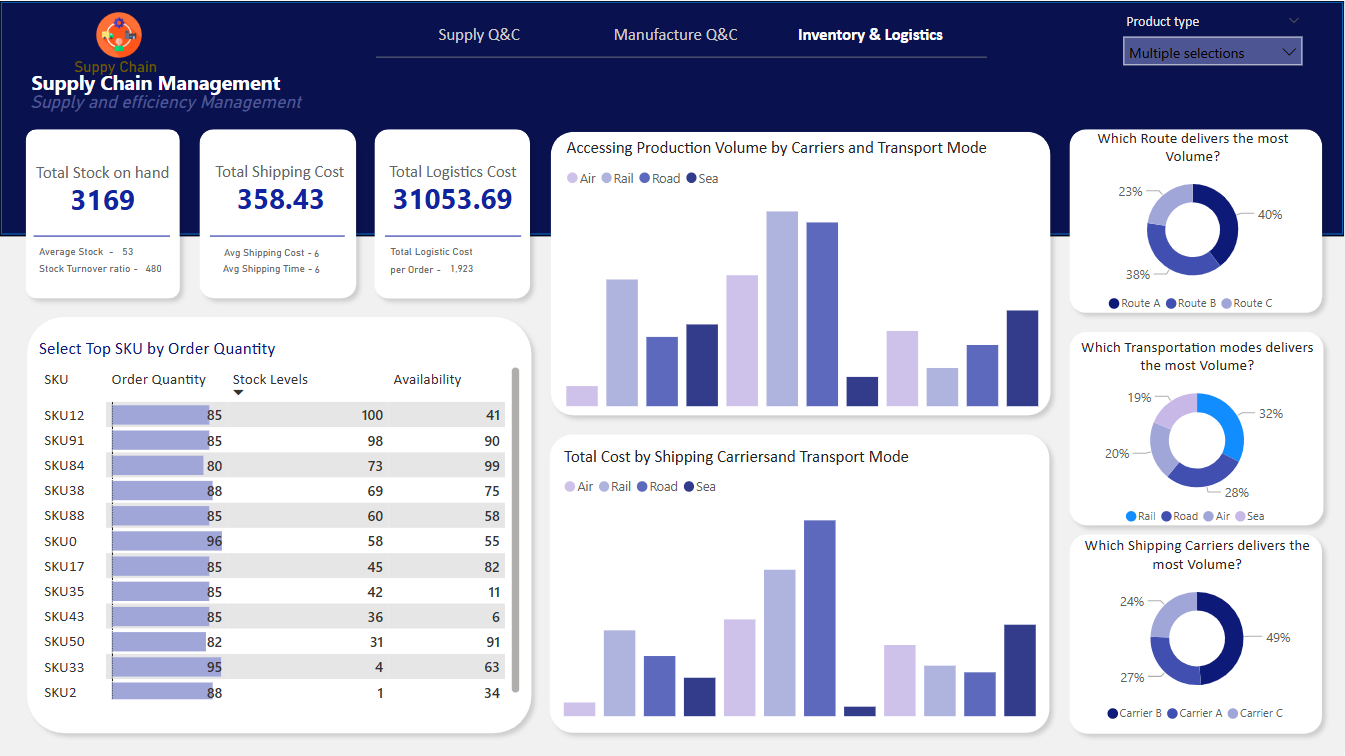 Suppy Chain
Supply Chain Management
Supply and efficiency Management
Supply Q&C
Manufacture Q&C
Inventory & Logistics
Product type
Multiple selections
Total Stock on hand
3169
Average Stock - 53
Stock Turnover ratio - 480
Total Shipping Cost
358.43
Avg Shipping Cost - 6
Avg Shipping Time - 6
Total Logistics Cost
31053.69
Total Logistic Cost
per Order - 1,923
Select Top SKU by Order Quantity
SKU Order Quantity Stock Levels Availability
SKU12 85 100 41
SKU91 85 98 90
SKU84 80 73 99
SKU38 88 69 75
SKU88 85 60 58
SKU0 96 58 55
SKU17 85 45 82
SKU35 85 42 11
SKU43 85 36 6
SKU50 82 31 91
SKU33 95 4 63
SKU2 88 1 34
Accessing Production Volume by Carriers and Transport Mode
Air Rail Road Sea
Total Cost by Shipping Carriersand Transport Mode
Air Rail Road Sea
Which Route delivers the most
Volume?
23%
40%
38%
Route A Route B Route C
Which Transportation modes delivers
the most Volume?
19%
32%
20%
28%
Rail Road Air Sea
Which Shipping Carriers delivers the
most Volume?
24%
49%
27%
Carrier B Carrier A Carrier C